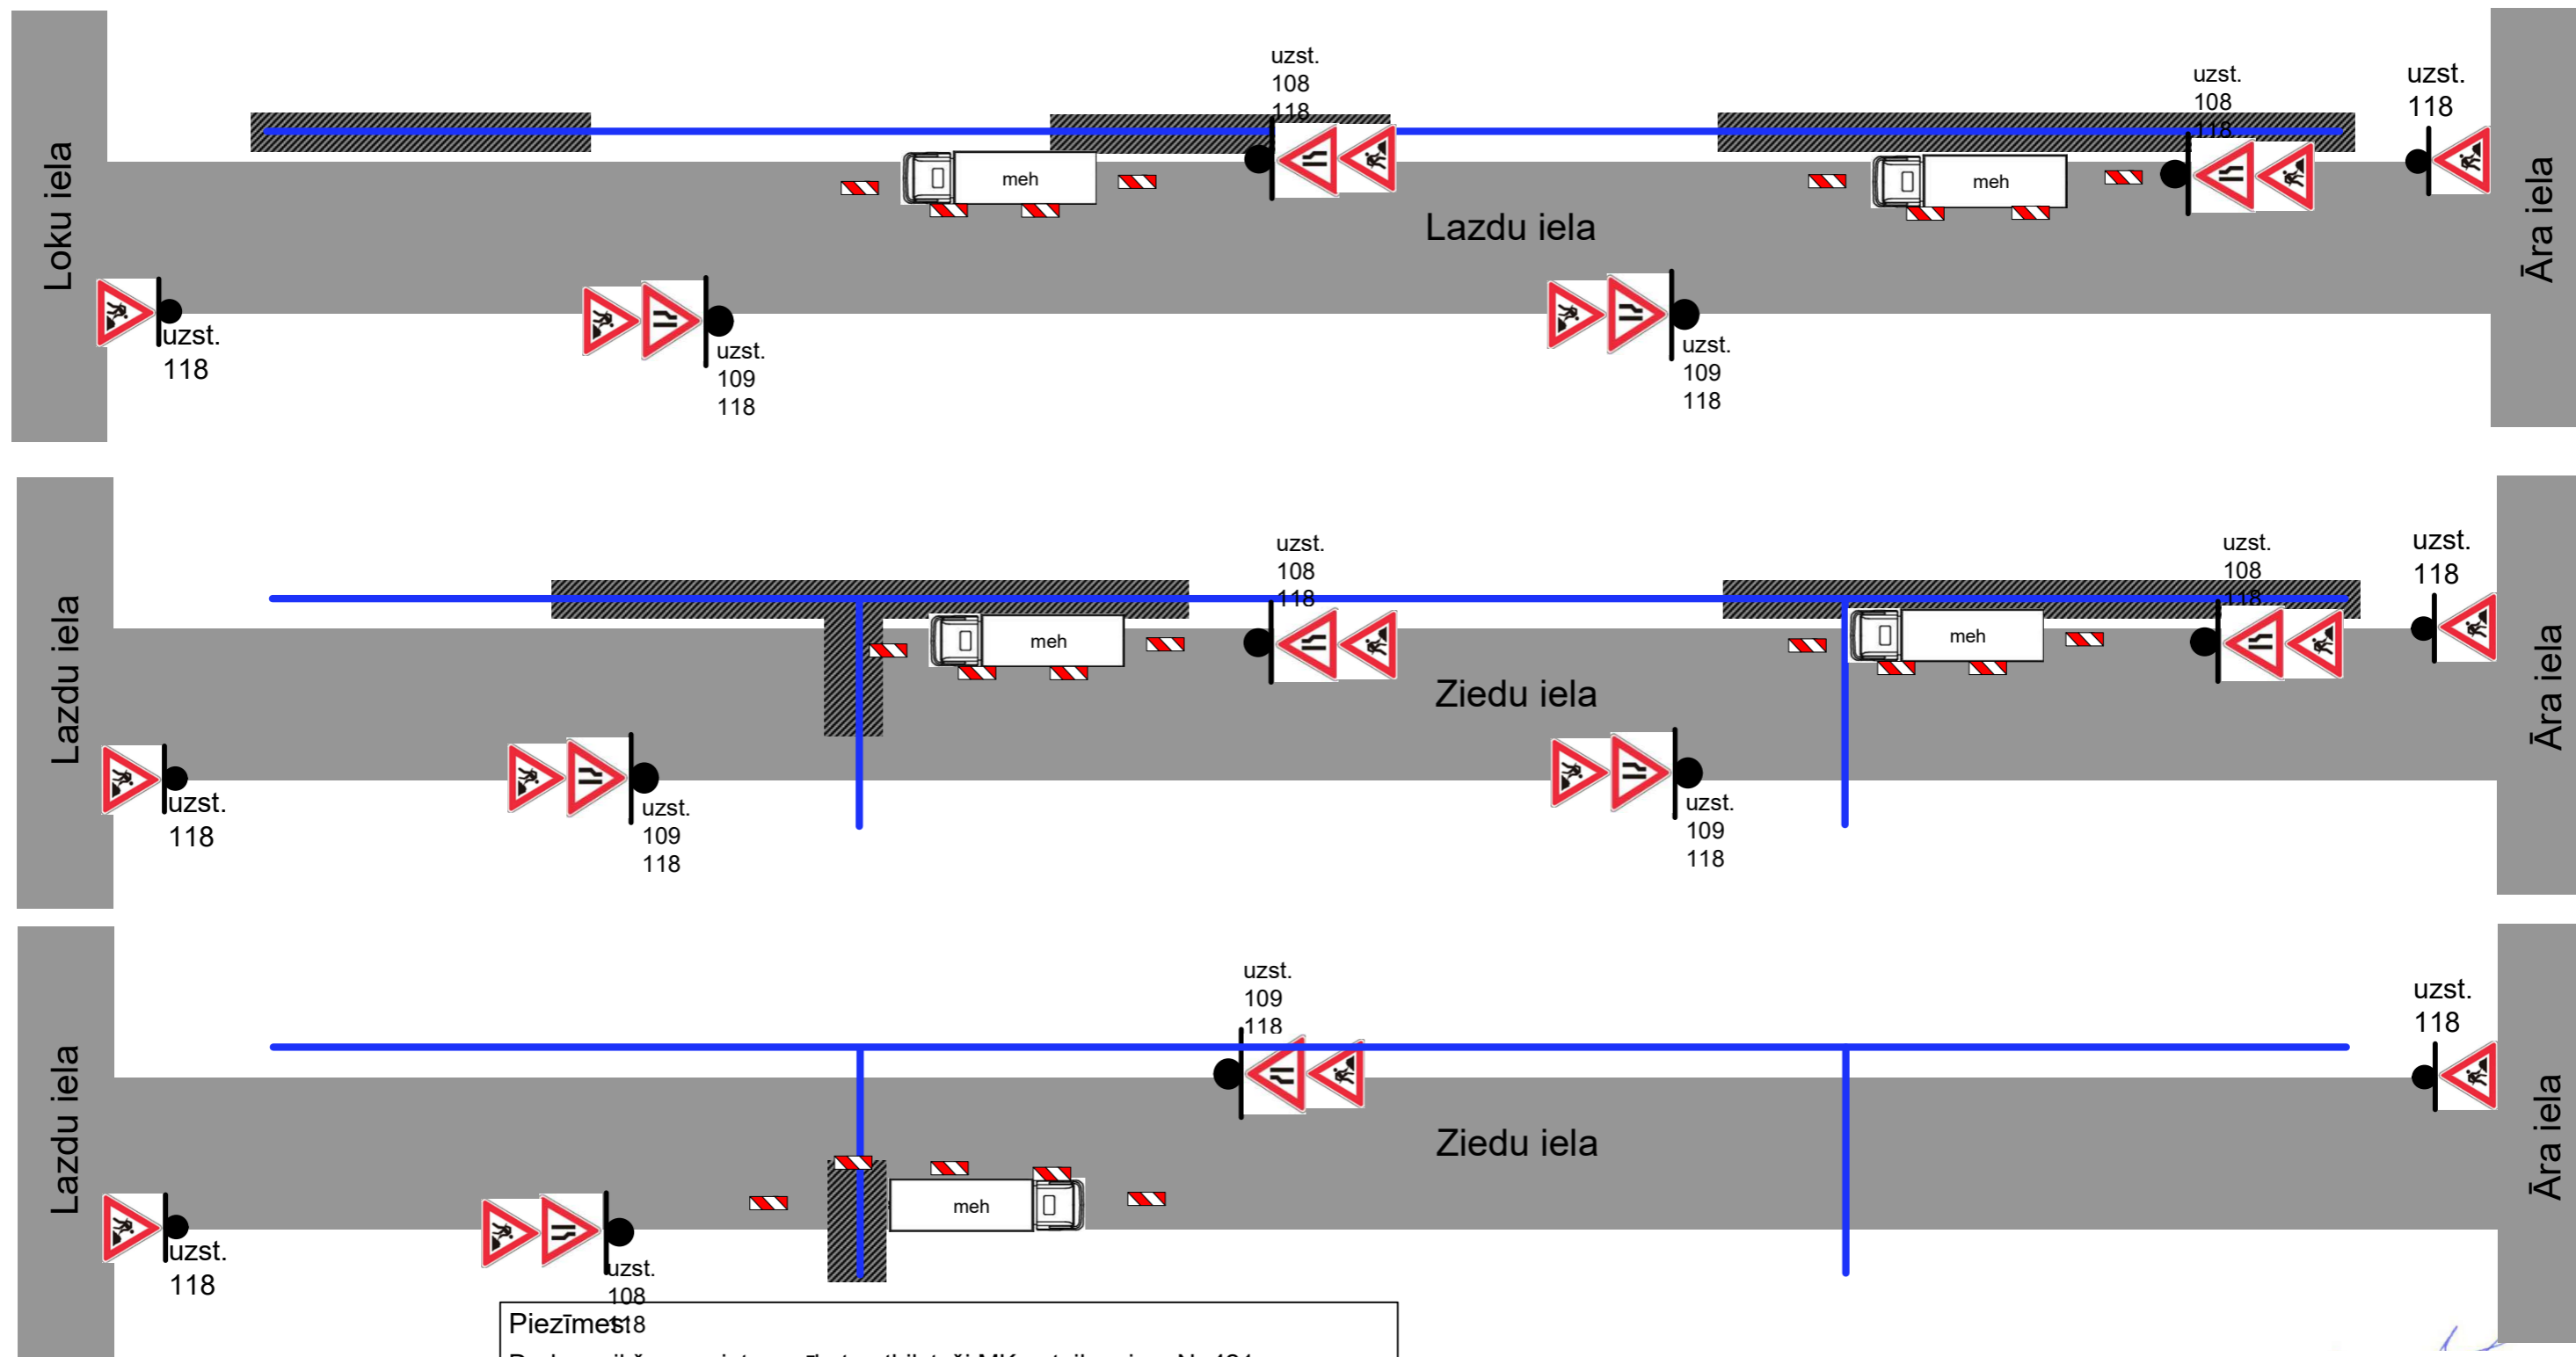 uzst.
108
118
uzst.
108
118
uzst.
118
Loku iela
meh
meh
Lazdu iela
Āra iela
uzst.
118
uzst.
109
118
uzst.
109
118
uzst.
108
118
uzst.
108
118
uzst.
118
Lazdu iela
meh
meh
Ziedu iela
Āra iela
uzst.
118
uzst.
109
118
uzst.
109
118
uzst.
109
118
uzst.
118
Lazdu iela
Ziedu iela
Āra iela
meh
uzst.
118
uzst.
108
118
Piezīmes: